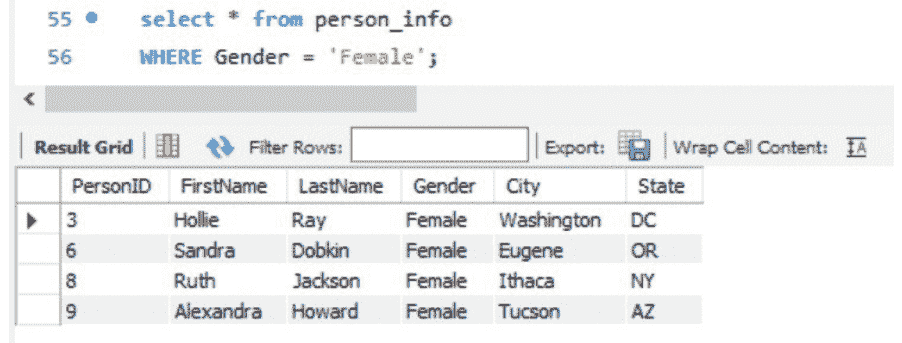 55 select * from person_info
56 WHERE Gender = 'Female';
Result Grid Filter Rows: Export: Wrap Cell Content: IA
PersonID FirstName LastName Gender City State
3 Hollie Ray Female Washington DC
6 Sandra Dobkin Female Eugene OR
8 Ruth Jackson Female Ithaca NY
9 Alexandra Howard Female Tucson AZ